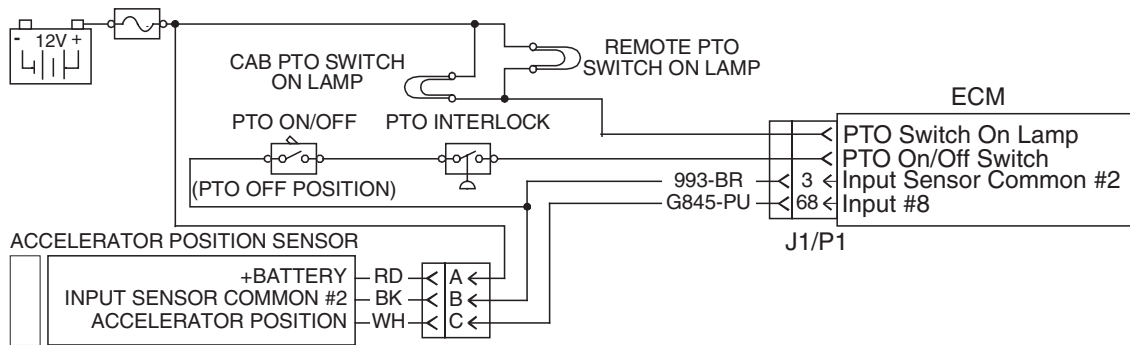 - 12V +
CAB PTO SWITCH
ON LAMP
REMOTE PTO
SWITCH ON LAMP
ECM
PTO ON/OFF
PTO INTERLOCK
PTO Switch On Lamp
PTO On/Off Switch
(PTO OFF POSITION)
993-BR 3 Input Sensor Common #2
G845-PU 68 Input #8
J1/P1
ACCELERATOR POSITION SENSOR
+BATTERY RD A
INPUT SENSOR COMMON #2 BK B
ACCELERATOR POSITION WH C